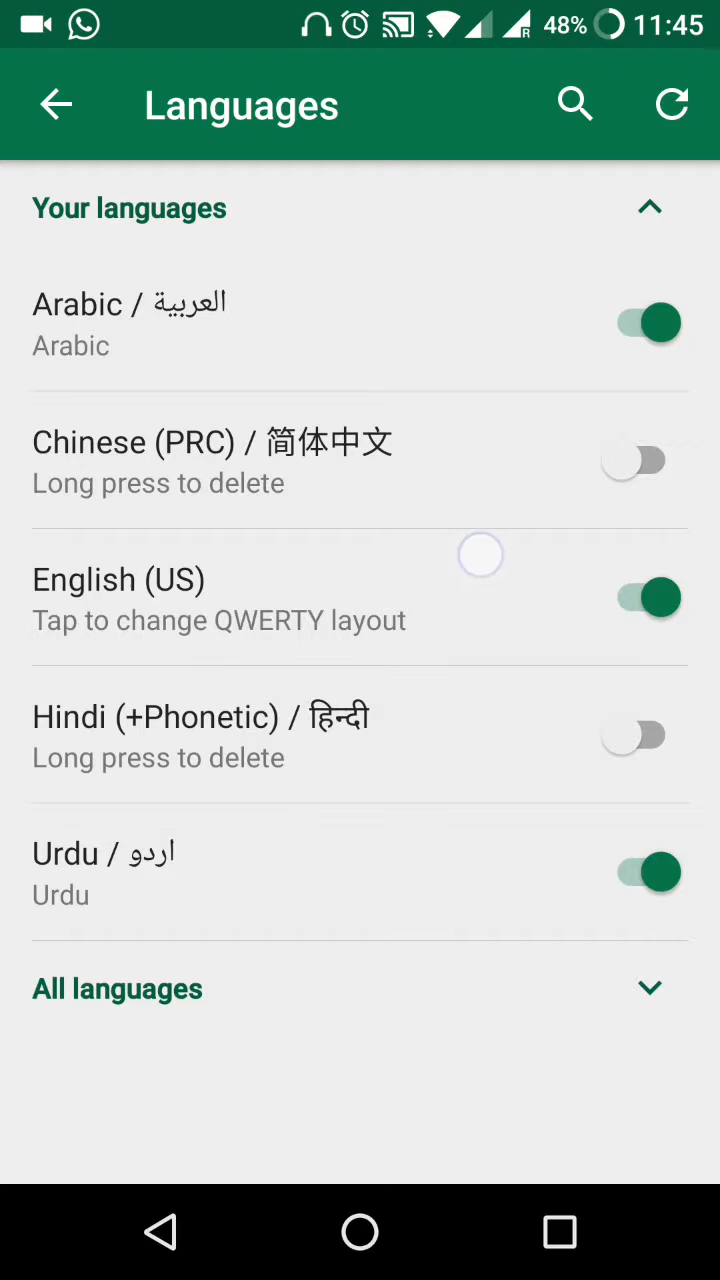 48% 11:45
Languages
Your languages
Arabic / العربية
Arabic
Chinese (PRC) / 简体中文
Long press to delete
English (US)
Tap to change QWERTY layout
Hindi (+Phonetic) / हिन्दी
Long press to delete
Urdu / اردو
Urdu
All languages